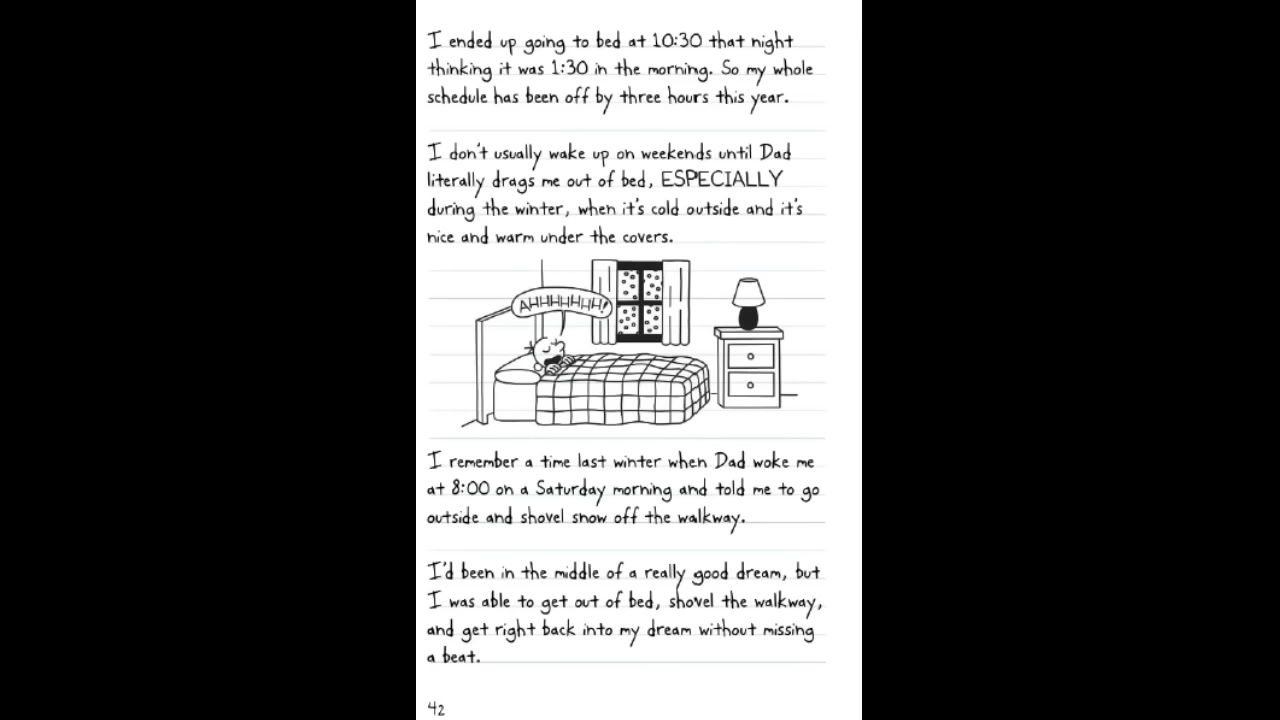 I ended up going to bed at 10:30 that night
thinking it was 1:30 in the morning. So my whole
schedule has been off by three hours this year.
I don't usually wake up on weekends until Dad
literally drags me out of bed, ESPECIALLY
during the winter, when it's cold outside and it's
nice and warm under the covers.
AHHHHHHH!
I remember a time last winter when Dad woke me
at 8:00 on a Saturday morning and told me to go
outside and shovel snow off the walkway.
I'd been in the middle of a really good dream, but
I was able to get out of bed, shovel the walkway,
and get right back into my dream without missing
a beat.
42